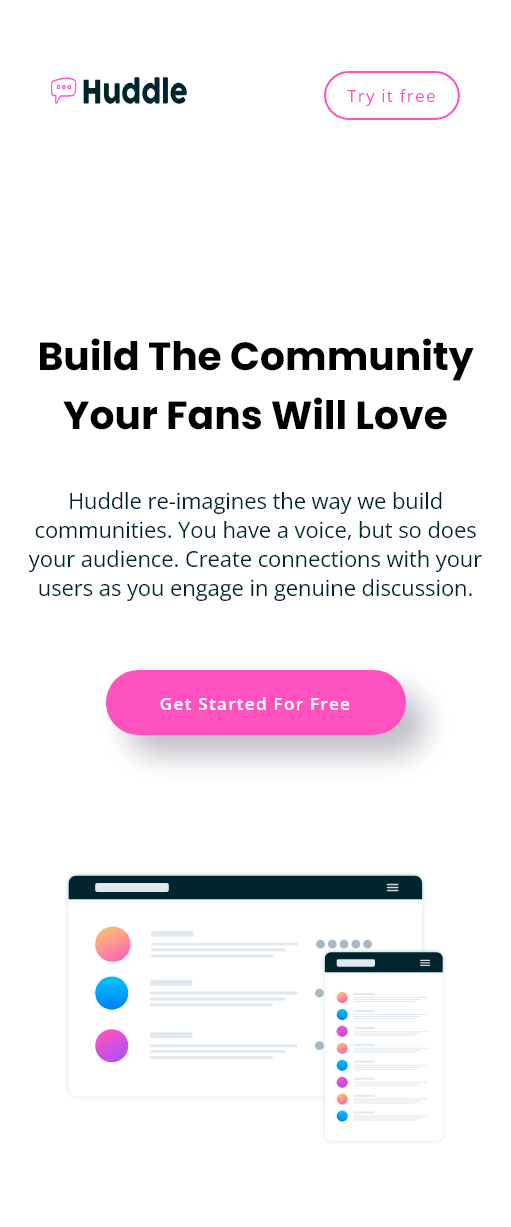 Huddle
Try it free
Build The Community
Your Fans Will Love
Huddle re-imagines the way we build
communities. You have a voice, but so does
your audience. Create connections with your
users as you engage in genuine discussion.
Get Started For Free